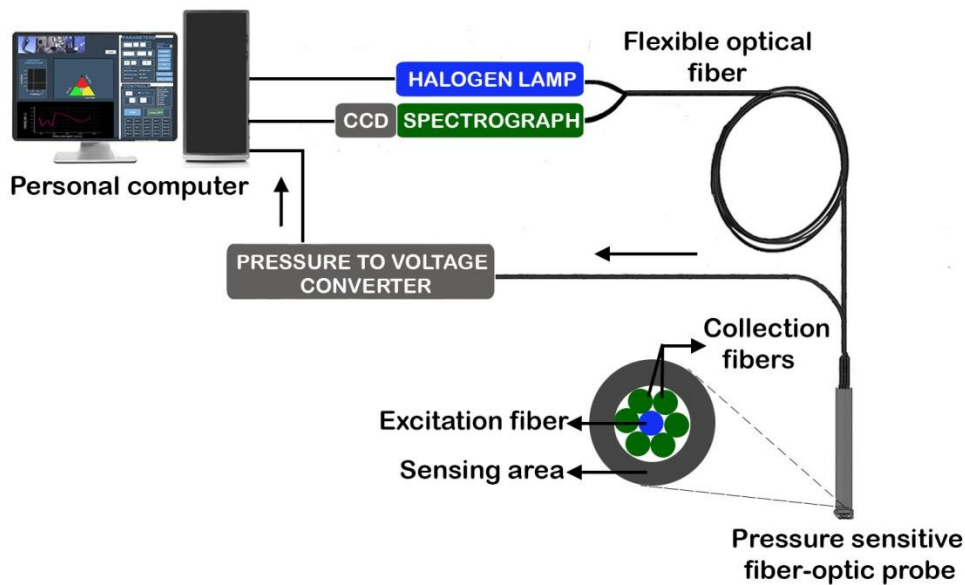 Flexible optical
fiber
HALOGEN LAMP
CCD
SPECTROGRAPH
Personal computer
PRESSURE TO VOLTAGE
CONVERTER
Collection
fibers
Excitation fiber
Sensing area
Pressure sensitive
fiber-optic probe